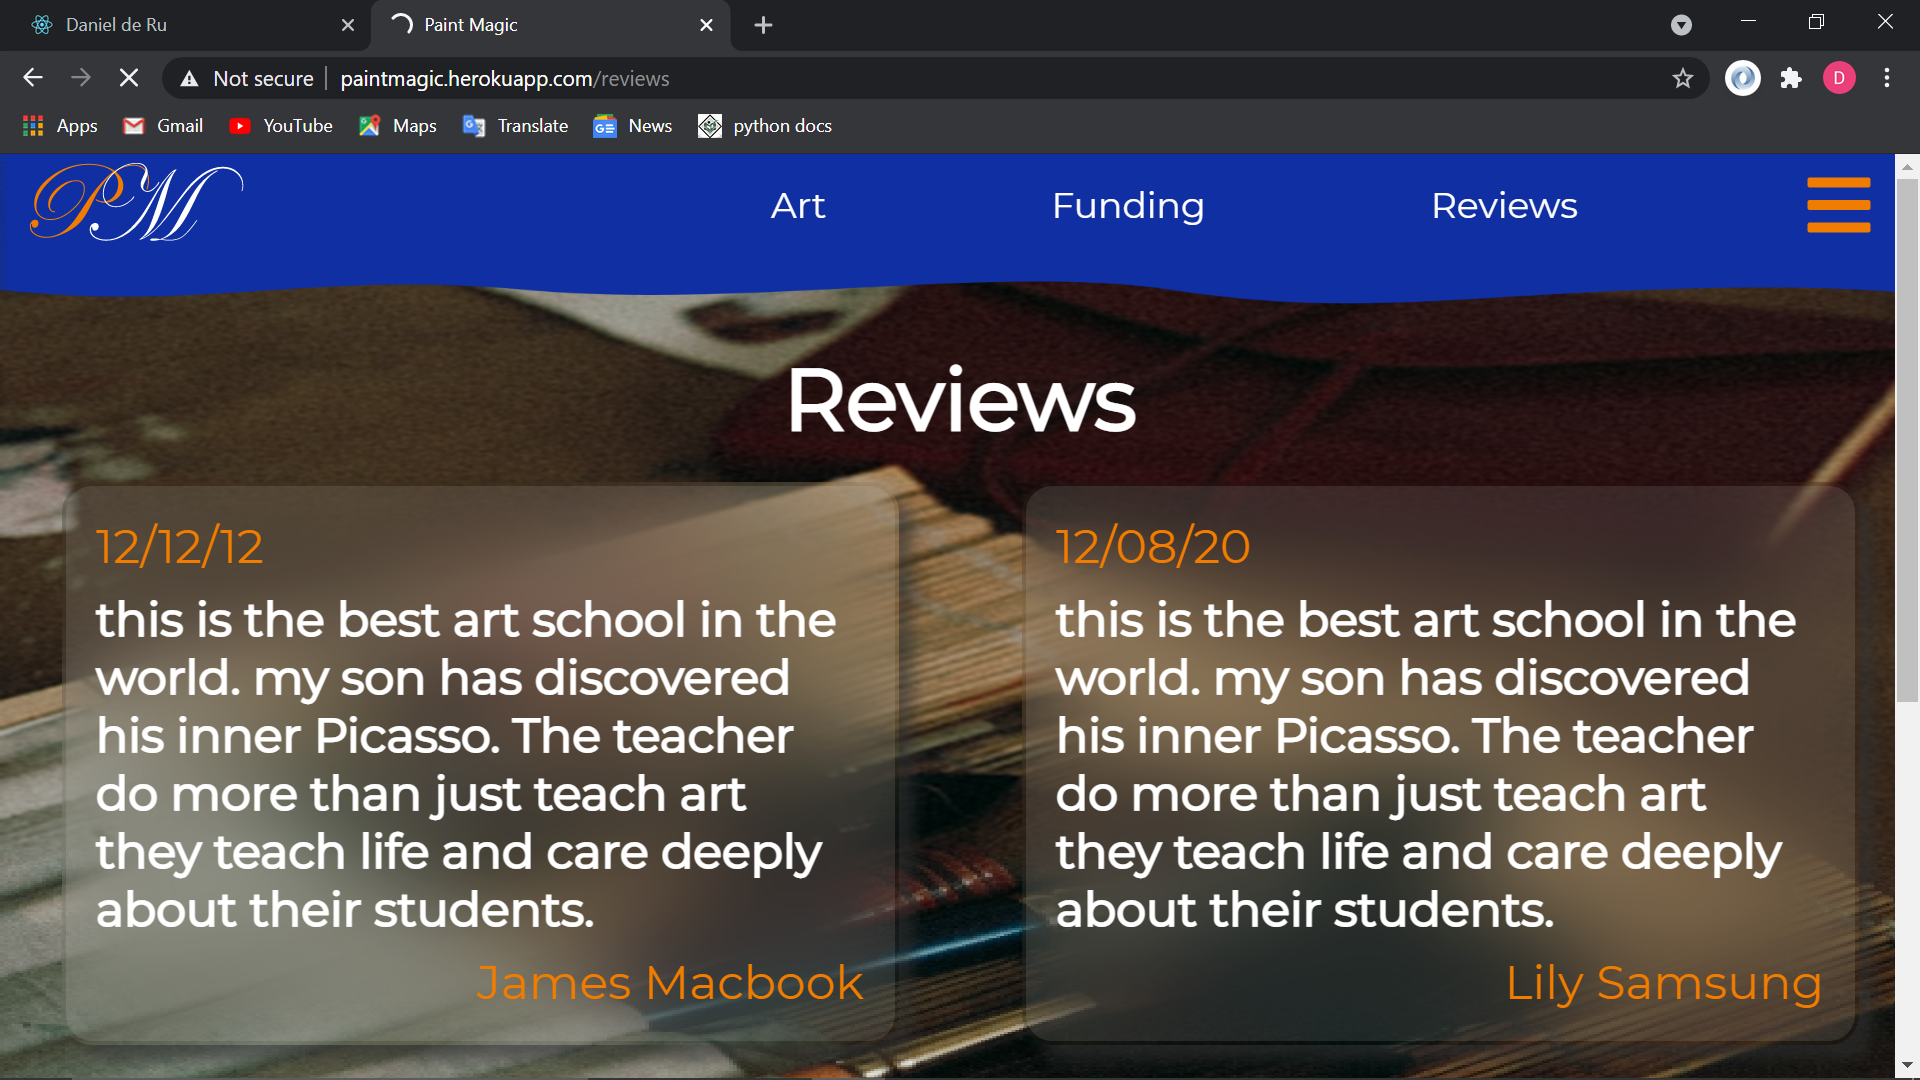 Daniel de Ru
Paint Magic
Not secure
paintmagic.herokuapp.com/reviews
D
Apps
Gmail
YouTube
Maps
Translate
News
python docs
PM
Art
Funding
Reviews
Reviews
12/12/12
this is the best art school in the
world. my son has discovered
his inner Picasso. The teacher
do more than just teach art
they teach life and care deeply
about their students.
James Macbook
12/08/20
this is the best art school in the
world. my son has discovered
his inner Picasso. The teacher
do more than just teach art
they teach life and care deeply
about their students.
Lily Samsung